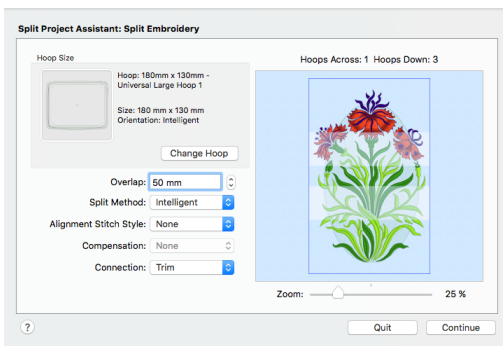 Split Project Assistant: Split Embroidery
Hoop Size
Hoop: 180mm x 130mm -
Universal Large Hoop 1
Size: 180 mm x 130 mm
Orientation: Intelligent
Change Hoop
Overlap: 50 mm
Split Method: Intelligent
Alignment Stitch Style: None
Compensation: None
Connection: Trim
Hoops Across: 1 Hoops Down: 3
Zoom: 25 %
?
Quit
Continue